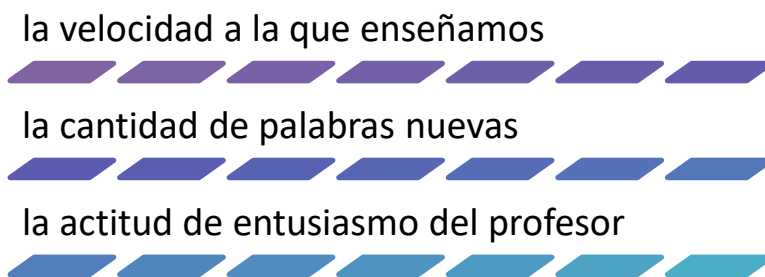 la velocidad a la que enseñamos
la cantidad de palabras nuevas
la actitud de entusiasmo del profesor